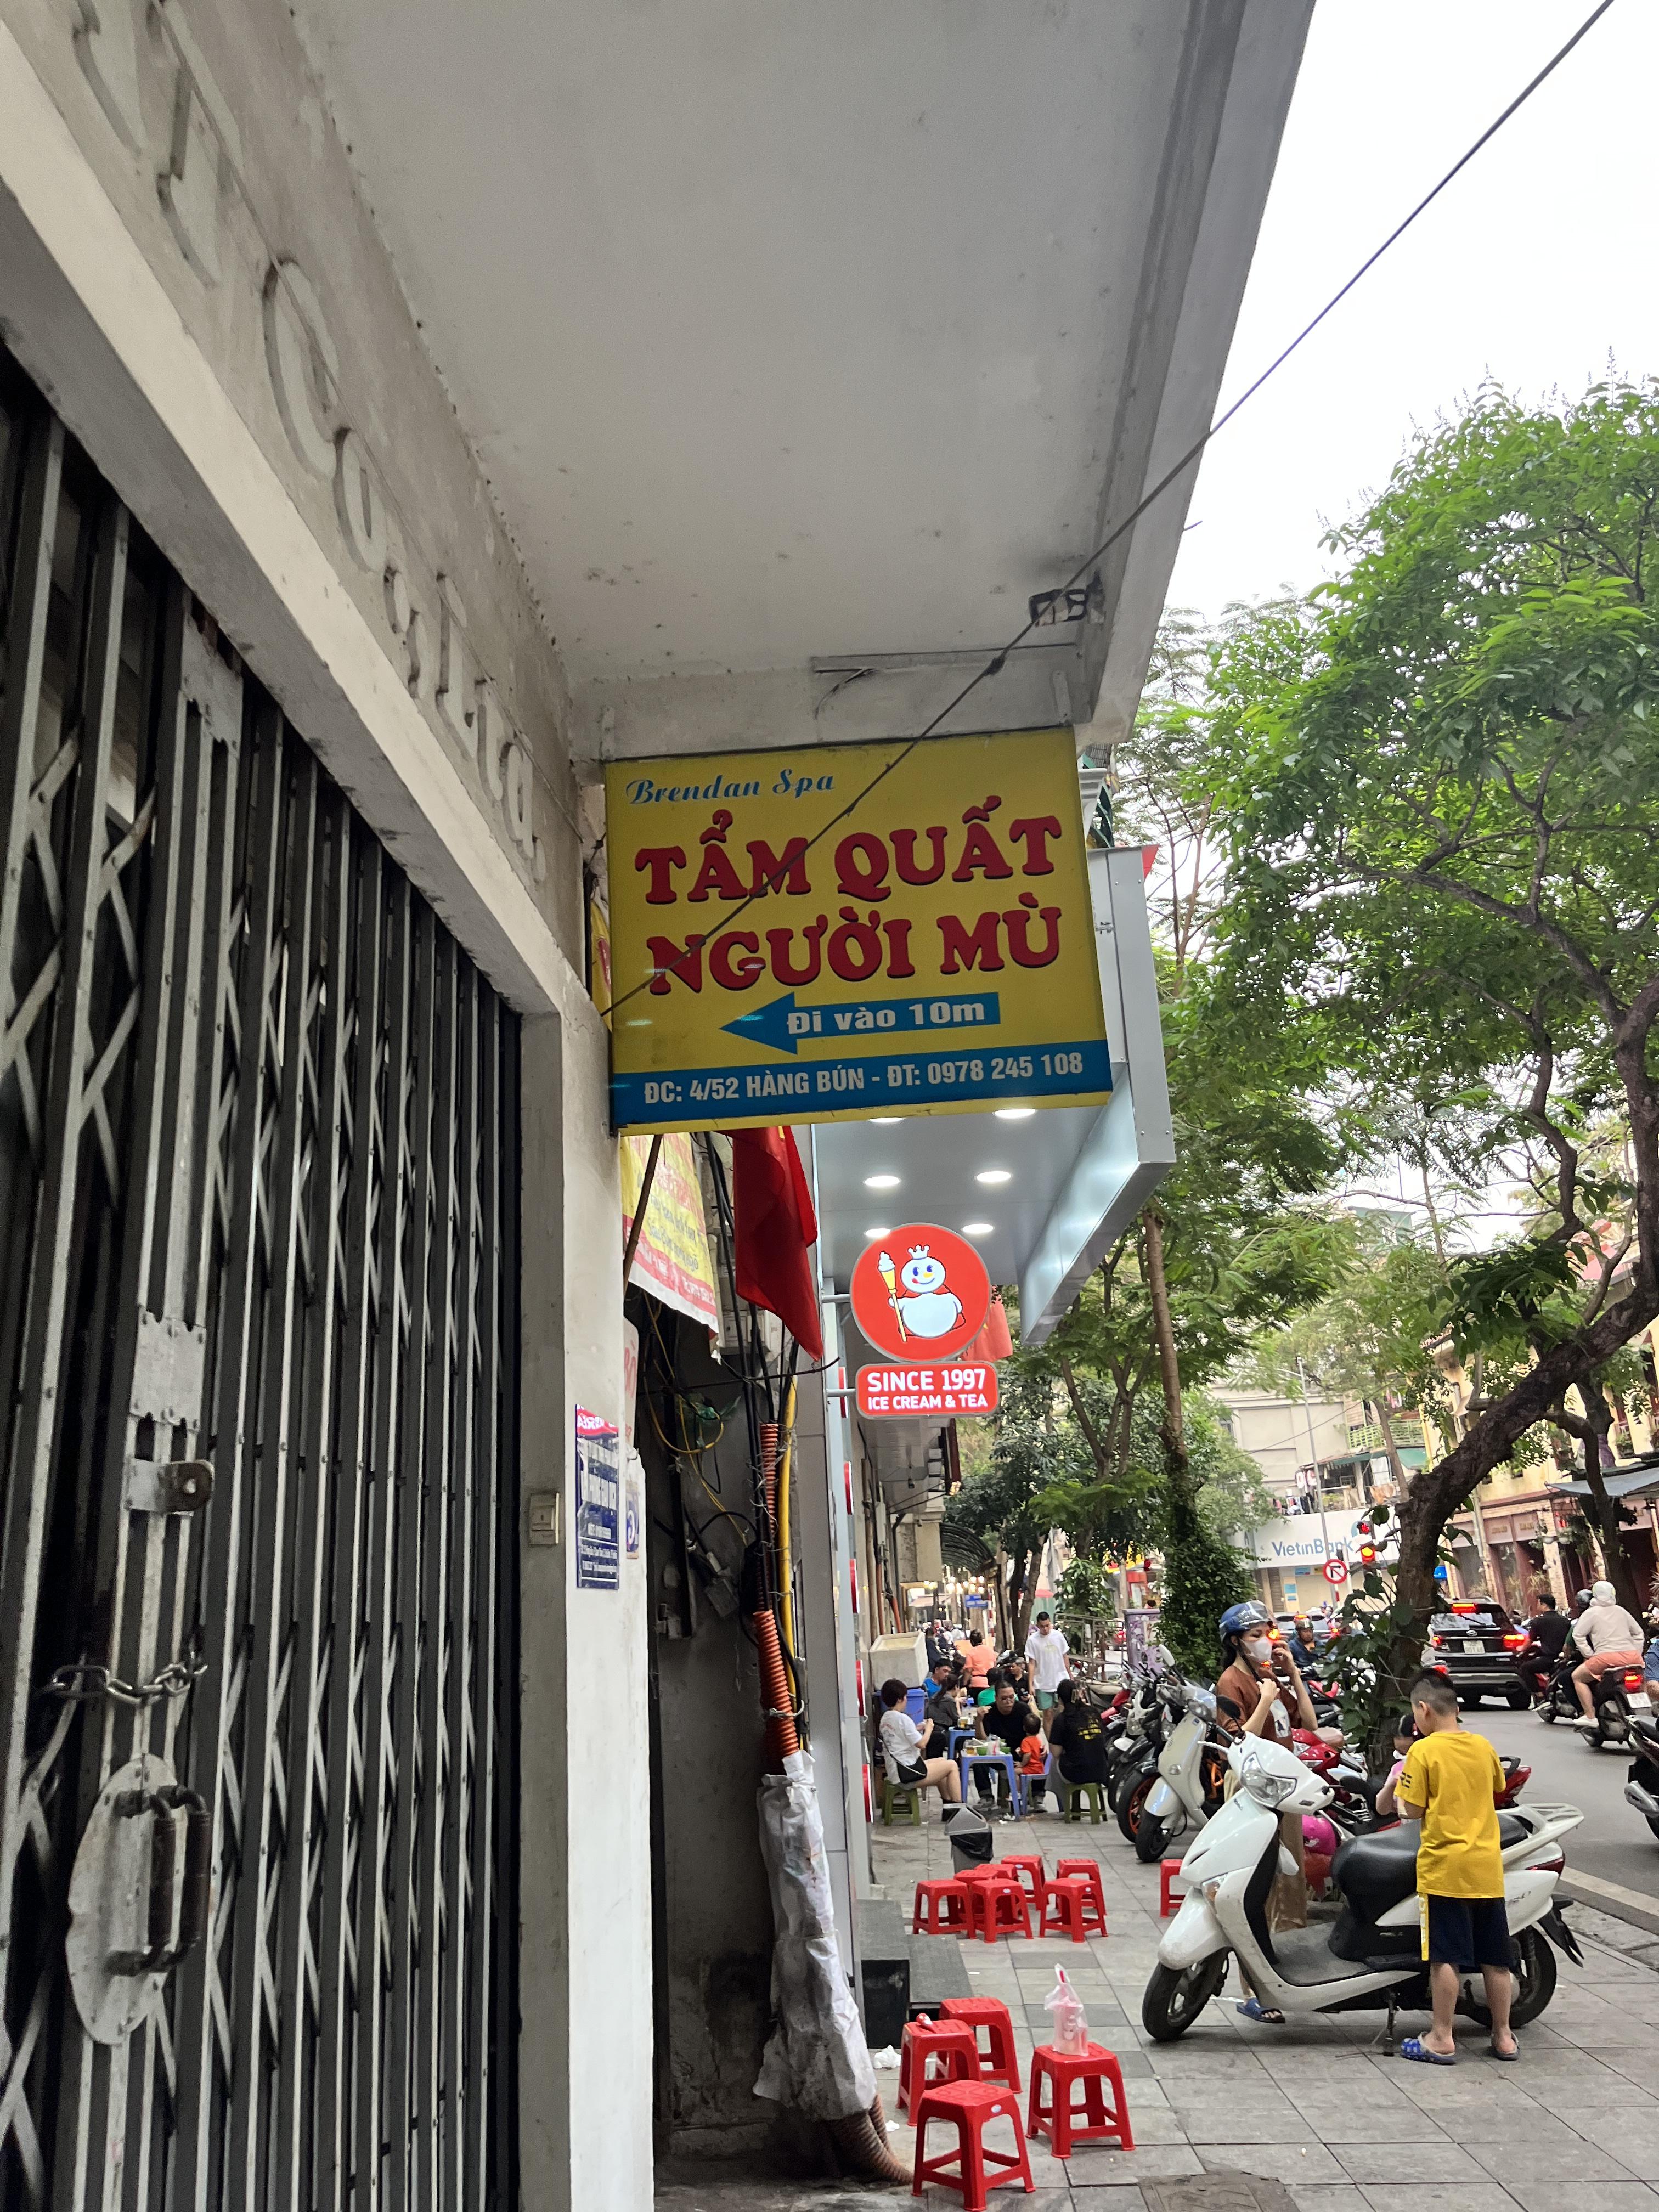 Brendan Spa
TẨM QUẤT
NGƯỜI MÙ
Đi vào 10m
ĐC: 4/52 HÀNG BÚN - ĐT: 0978 245 108
SINCE 1997
ICE CREAM & TEA
VietinBank